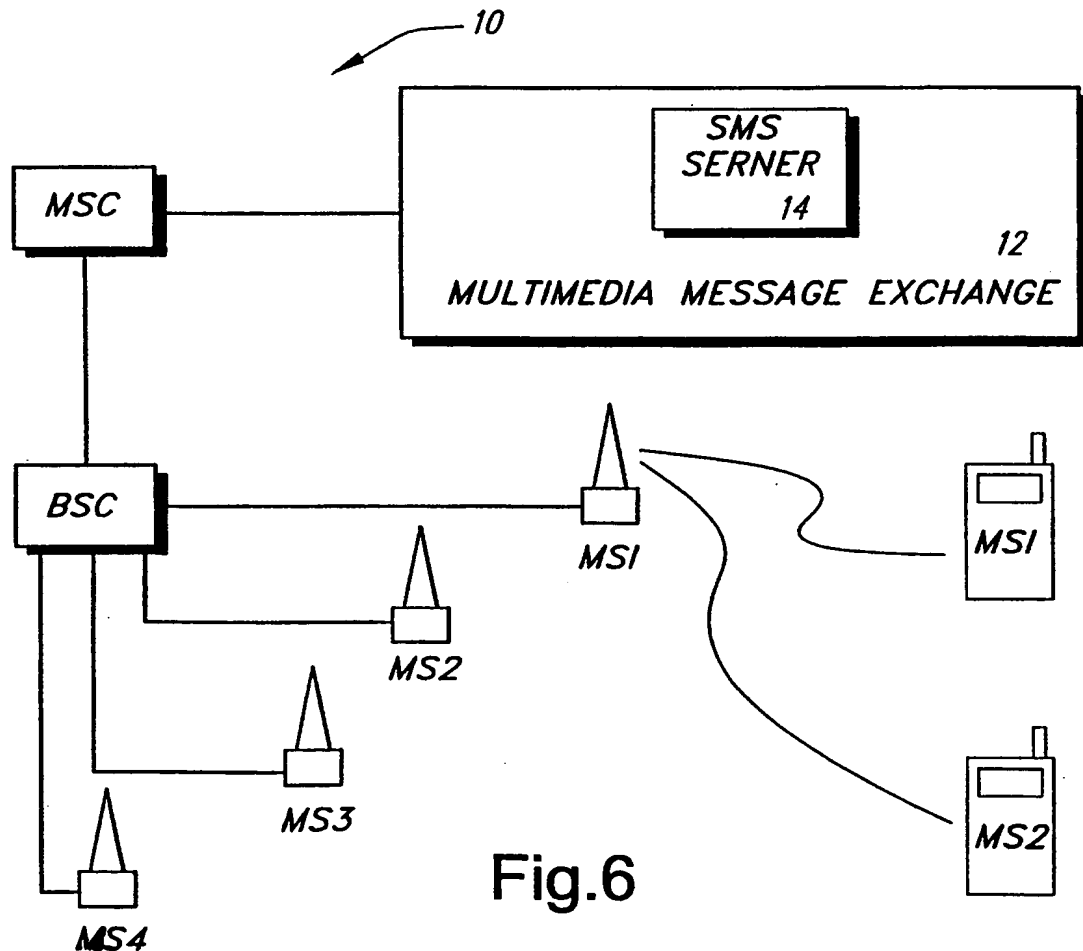 10
SMS
SERNER
14
MSC
12
MULTIMEDIA MESSAGE EXCHANGE
BSC
MS1
MS1
MS2
MS3
MS2
MS4
Fig.6